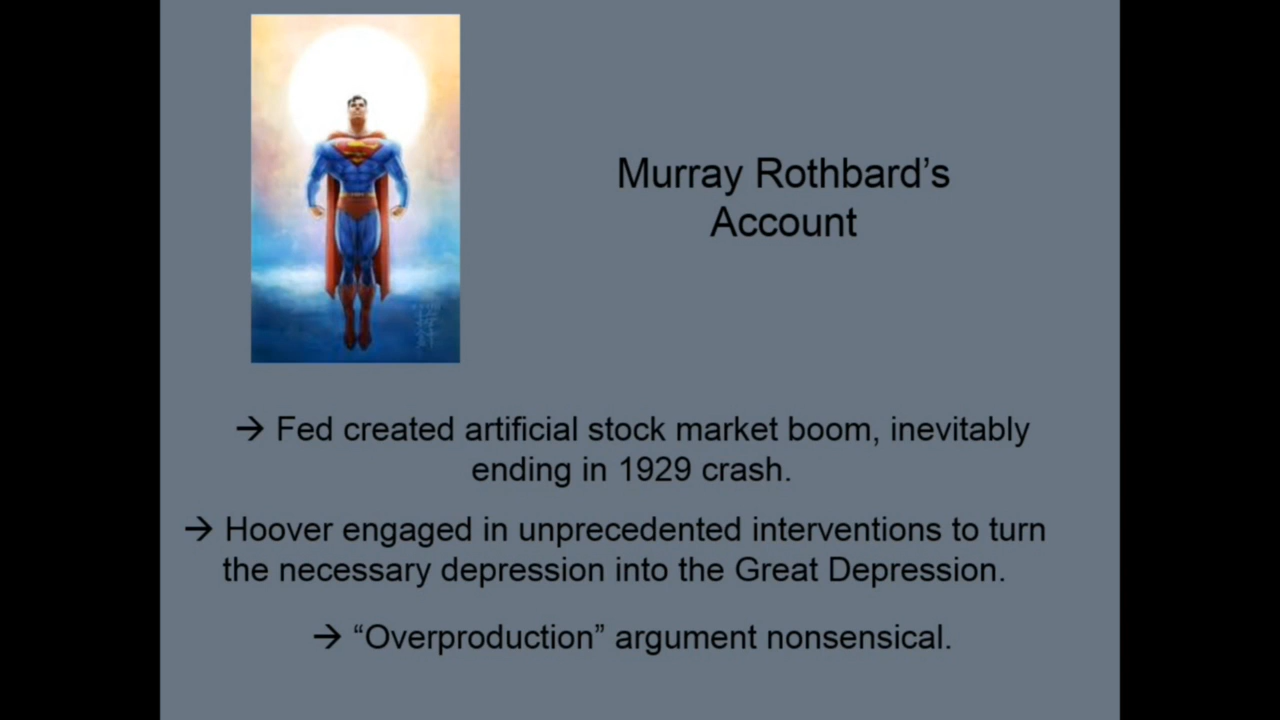 Murray Rothbard’s
Account
→ Fed created artificial stock market boom, inevitably
ending in 1929 crash.
→ Hoover engaged in unprecedented interventions to turn
the necessary depression into the Great Depression.
→ “Overproduction” argument nonsensical.